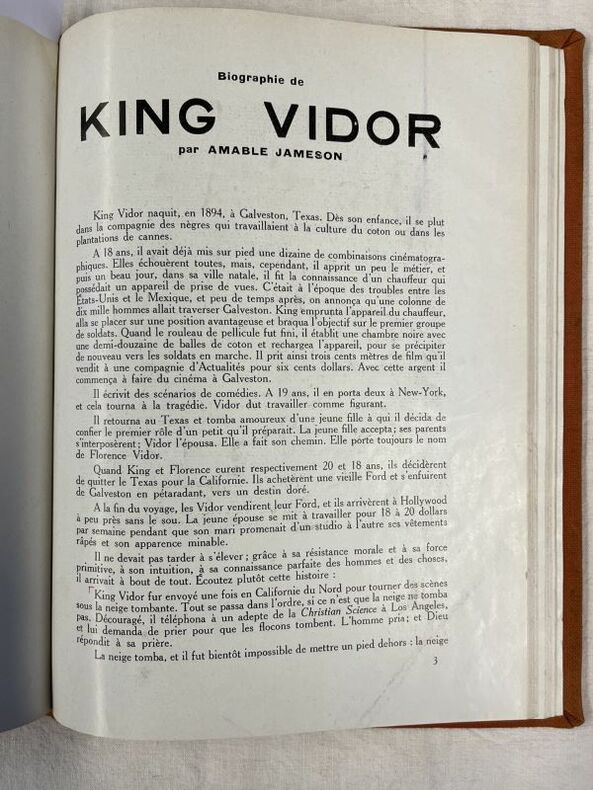 Biographie de
KING VIDOR
par AMABLE JAMESON
King Vidor naquit, en 1894, à Galveston, Texas. Dès son enfance, il se plut
dans la compagnie des nègres qui travaillaient à la culture du coton ou dans les
plantations de cannes.
A 18 ans, il avait déjà mis sur pied une dizaine de combinaisons cinématogra-
phiques. Elles échouèrent toutes, mais, cependant, il apprit un peu le métier, et
puis un beau jour, dans sa ville natale, il fit la connaissance d'un chauffeur qui
possédait un appareil de prise de vues. C'était à l'époque des troubles entre les
États-Unis et le Mexique, et peu de temps après, on annonça qu'une colonne de
dix mille hommes allait traverser Galveston. King emprunta l'appareil du chauffeur,
alla se placer sur une position avantageuse et braqua l'objectif sur le premier groupe
de soldats. Quand le rouleau de pellicule fut fini, il établit une chambre noire avec
une demi-douzaine de balles de coton et rechargea l'appareil, pour se précipiter
de nouveau vers les soldats en marche. Il prit ainsi trois cents mètres de film qu'il
vendit à une compagnie d'Actualités pour six cents dollars. Avec cette argent il
commença à faire du cinéma à Galveston.
Il écrivit des scénarios de comédies. A 19 ans, il en porta deux à New-York,
et cela tourna à la tragédie. Vidor dut travailler comme figurant.
Il retourna au Texas et tomba amoureux d'une jeune fille à qui il décida de
confier le premier rôle d'un petit qu'il préparait. La jeune fille accepta ; ses parents
s'interposèrent ; Vidor l'épousa. Elle a fait son chemin. Elle porte toujours le nom
de Florence Vidor.
Quand King et Florence eurent respectivement 20 et 18 ans, ils décidèrent
de quitter le Texas pour la Californie. Ils achetèrent une vieille Ford et s'enfuirent
de Galveston en pétaradant, vers un destin doré.
A la fin du voyage, les Vidor vendirent leur Ford, et ils arrivèrent à Hollywood
à peu près sans le sou. La jeune épouse se mit à travailler pour 18 à 20 dollars
par semaine pendant que son mari promenait d'un studio à l'autre ses vêtements
râpés et son apparence minable.
Il ne devait pas tarder à s'élever ; grâce à sa résistance morale et à sa force
primitive, à son intuition, à sa connaissance parfaite des hommes et des choses,
il arrivait à bout de tout. Écoutez plutôt cette histoire :
King Vidor fur envoyé une fois en Californie du Nord pour tourner des scènes
sous la neige tombante. Tout se passa dans l'ordre, si ce n'est que la neige ne tomba
pas. Découragé, il téléphona à un adepte de la Christian Science à Los Angeles,
et lui demanda de prier pour que les flocons tombent. L'homme pria ; et Dieu
répondit à sa prière.
La neige tomba, et il fut bientôt impossible de mettre un pied dehors : la neige
3